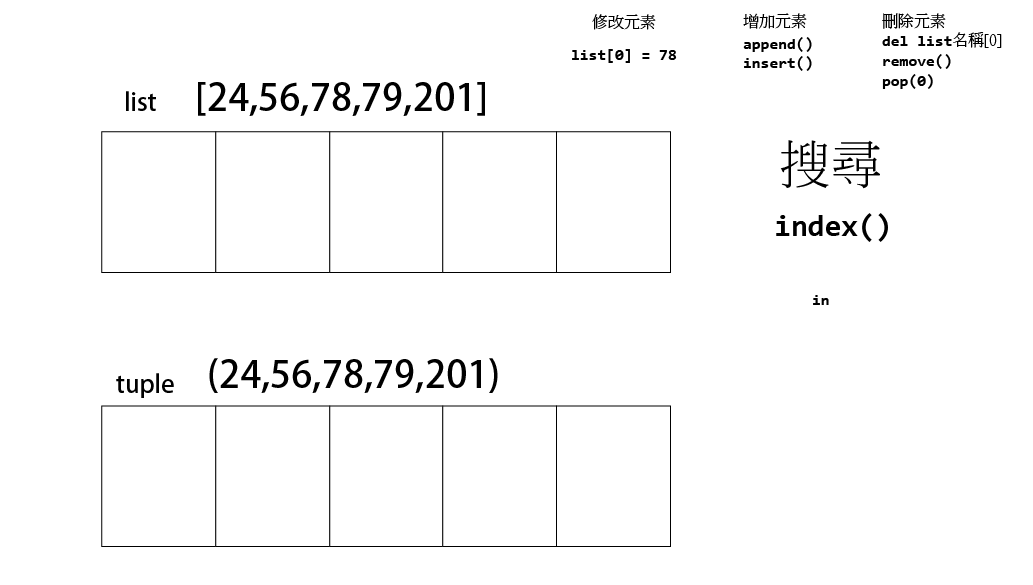 修改元素
list[0] = 78
增加元素
append()
insert()
刪除元素
del list名稱[0]
remove()
pop(0)
list [24,56,78,79,201]
搜尋
index()
in
tuple (24,56,78,79,201)